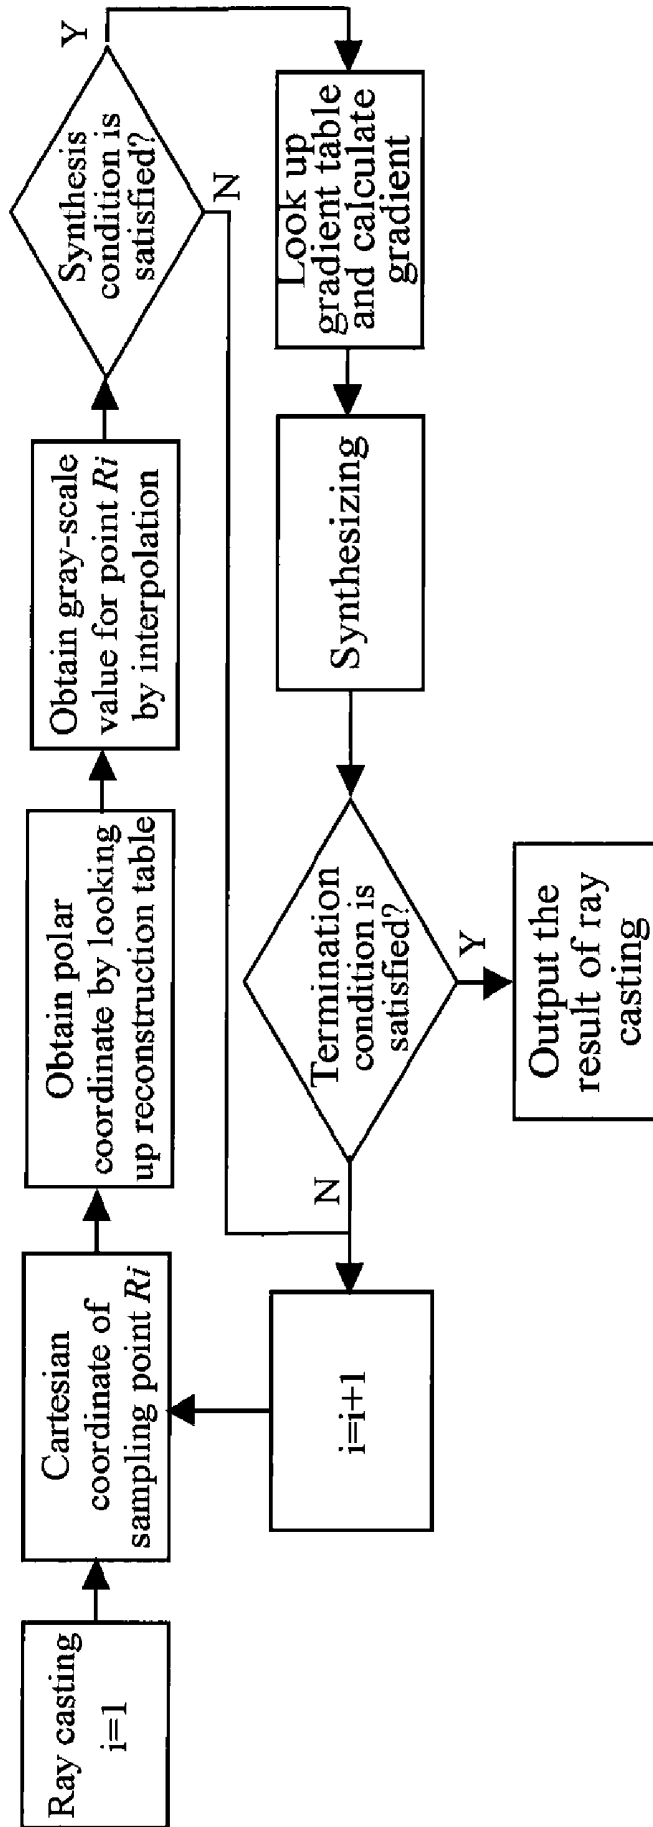 Ray casting
i=1
Cartesian
coordinate of
sampling point Ri
Obtain polar
coordinate by looking
up reconstruction table
Obtain gray-scale
value for point Ri
by interpolation
Synthesis
condition is
satisfied?
Y
N
Look up
gradient table
and calculate
gradient
Synthesizing
Termination
condition is
satisfied?
N
Y
i=i+1
Output the
result of ray
casting